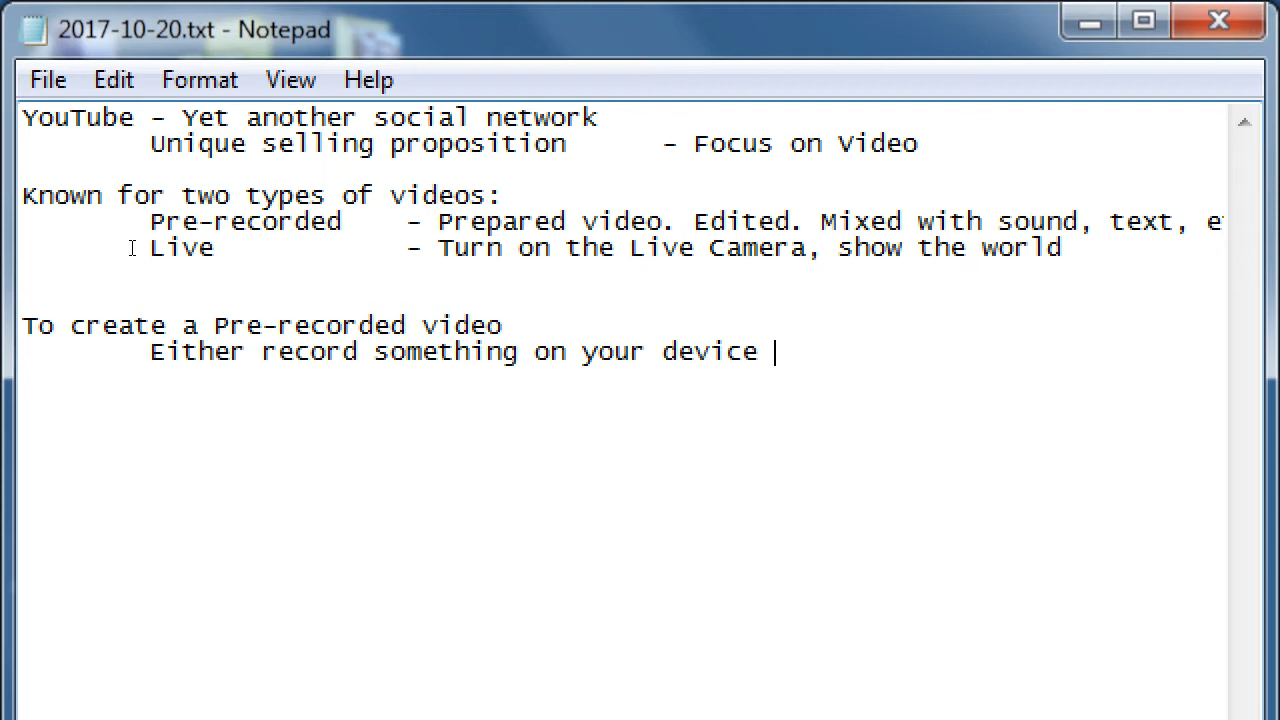 2017-10-20.txt - Notepad
File Edit Format View Help
YouTube - Yet another social network
Unique selling proposition - Focus on Video
Known for two types of videos:
Pre-recorded - Prepared video. Edited. Mixed with sound, text, e
Live - Turn on the Live Camera, show the world
To create a Pre-recorded video
Either record something on your device